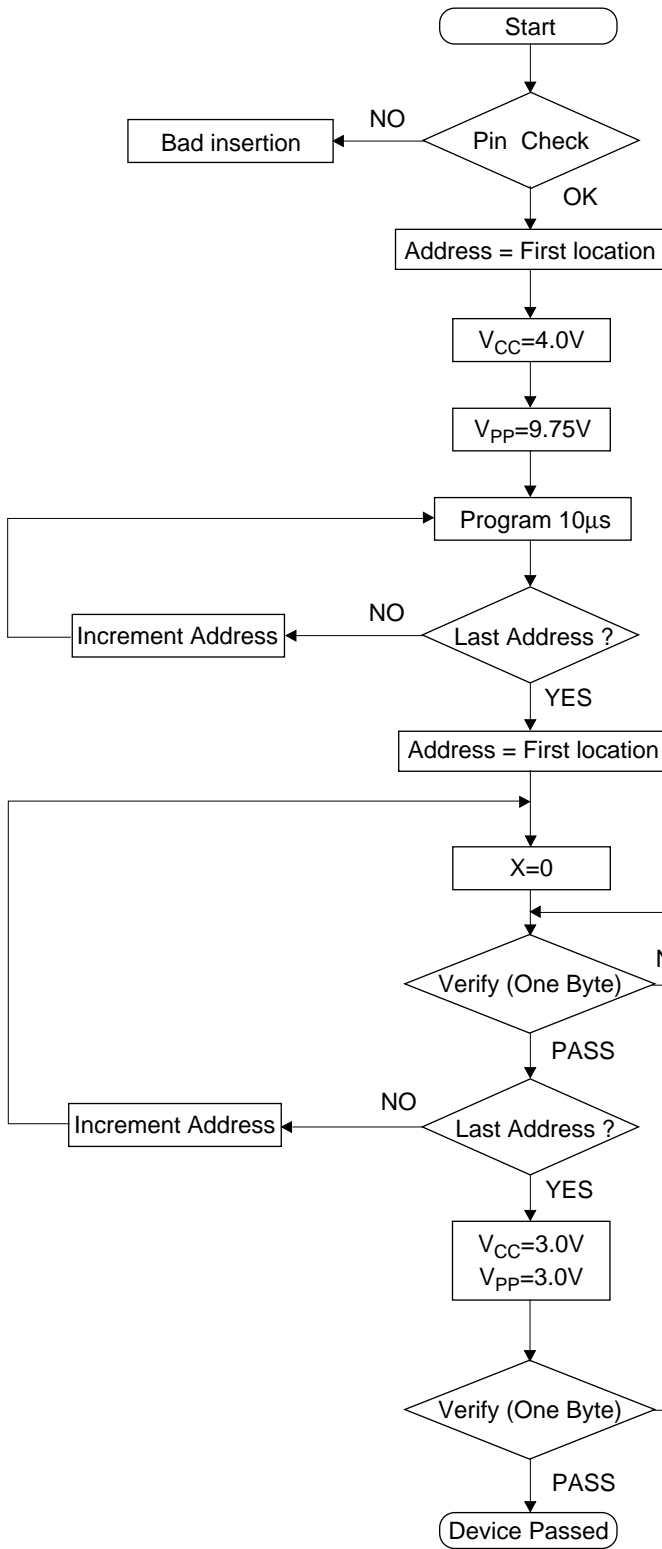 Start
NO
Bad insertion
Pin Check
OK
Address = First location
VCC=4.0V
VPP=9.75V
Program 10μs
NO
Increment Address
Last Address ?
YES
Address = First location
X=0
Verify (One Byte)
PASS
NO
Increment Address
Last Address ?
YES
VCC=3.0V
VPP=3.0V
Verify (One Byte)
PASS
Device Passed